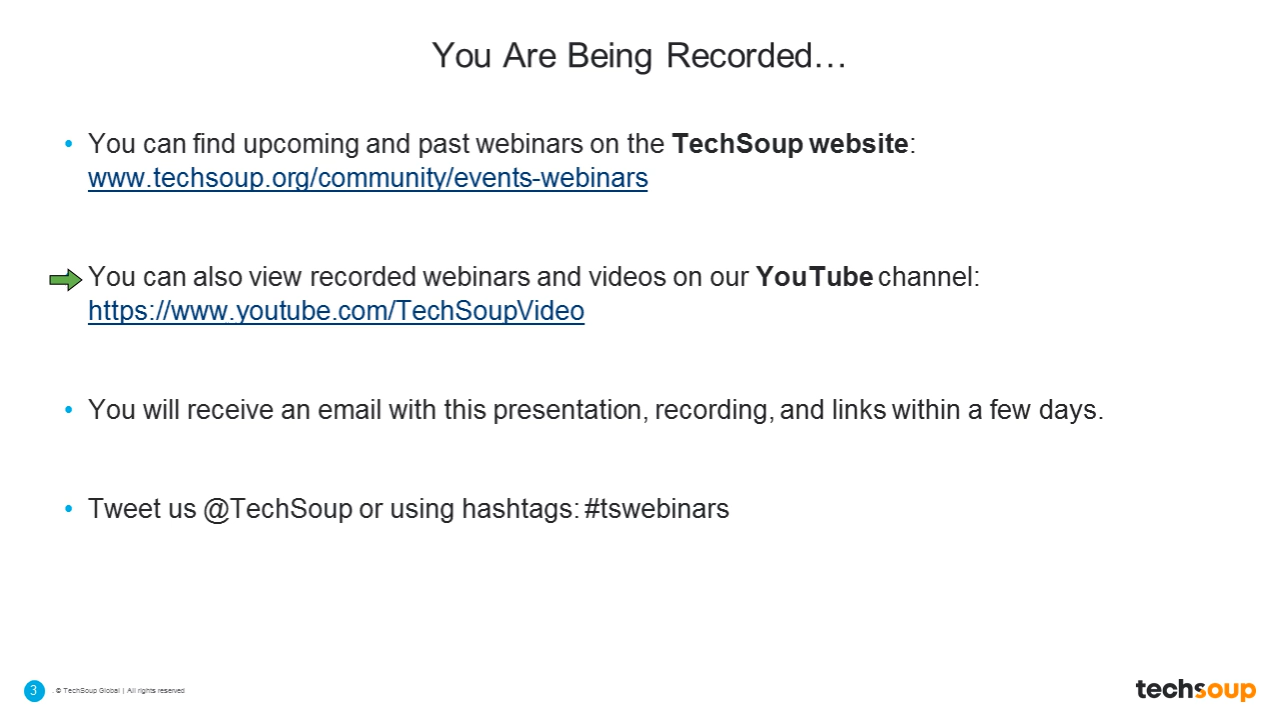 You Are Being Recorded…
• You can find upcoming and past webinars on the TechSoup website:
www.techsoup.org/community/events-webinars
You can also view recorded webinars and videos on our YouTube channel:
https://www.youtube.com/TechSoupVideo
• You will receive an email with this presentation, recording, and links within a few days.
• Tweet us @TechSoup or using hashtags: #tswebinars
3 . © TechSoup Global | All rights reserved
techsoup